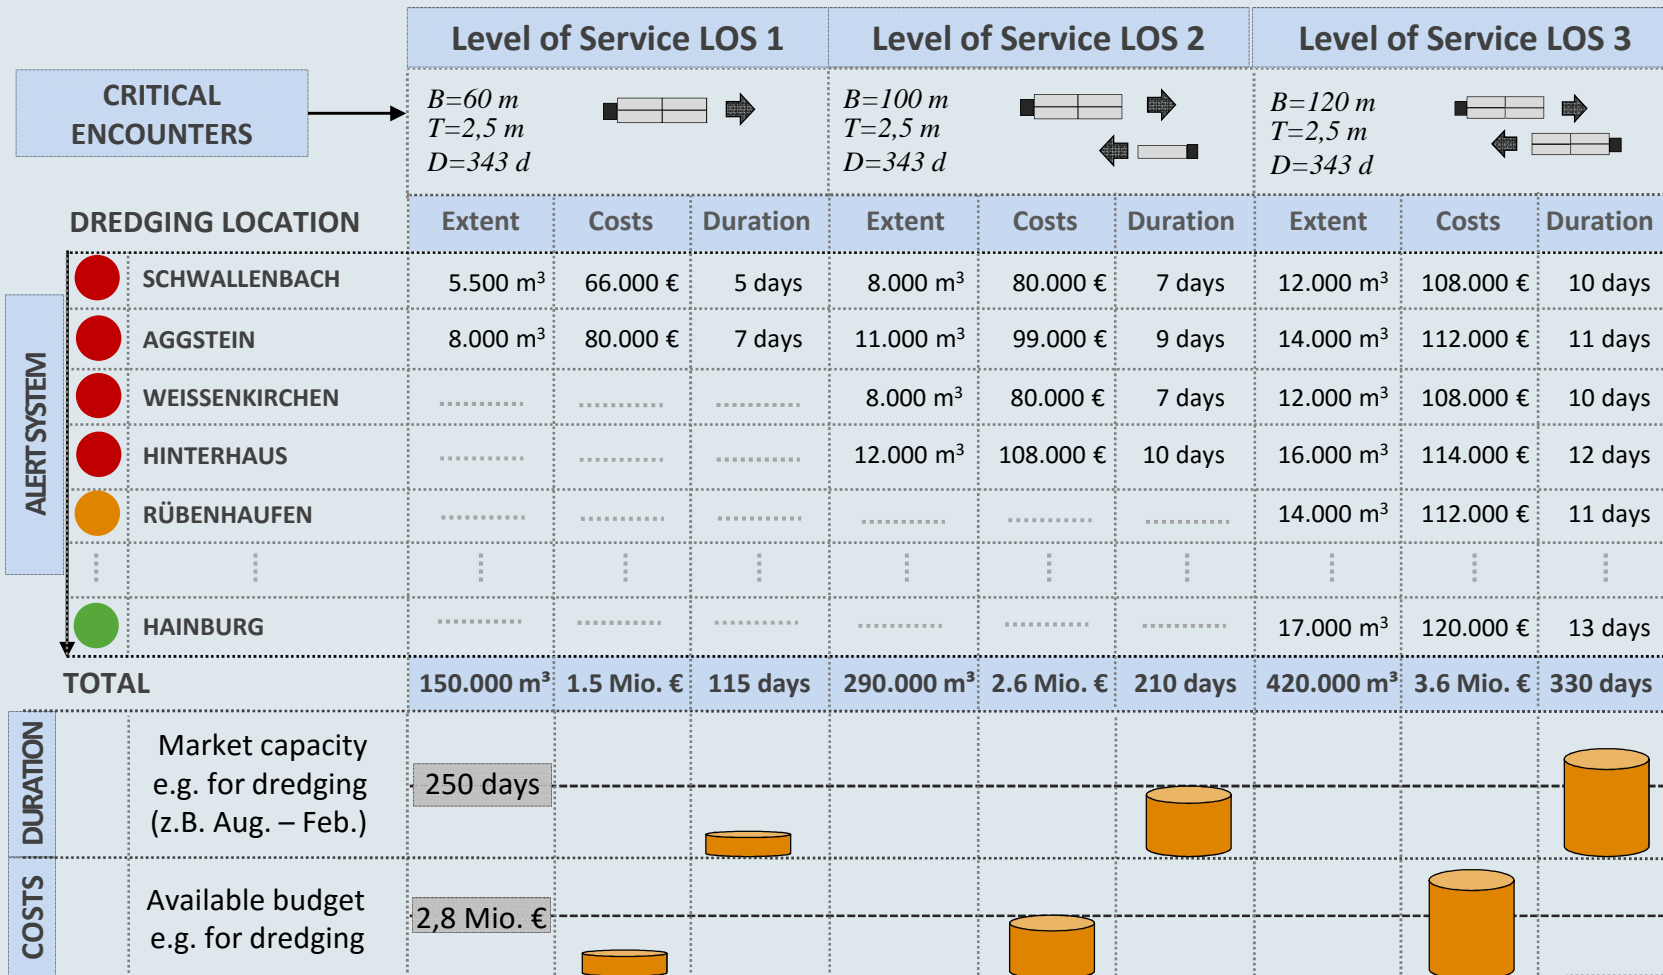 Level of Service LOS 1 Level of Service LOS 2 Level of Service LOS 3
CRITICAL
ENCOUNTERS
B=60 m
T=2,5 m
D=343 d
B=100 m
T=2,5 m
D=343 d
B=120 m
T=2,5 m
D=343 d
DREDGING LOCATION Extent Costs Duration Extent Costs Duration Extent Costs Duration
ALERT SYSTEM
SCHWALLENBACH 5.500 m³ 66.000 € 5 days 8.000 m³ 80.000 € 7 days 12.000 m³ 108.000 € 10 days
AGGSTEIN 8.000 m³ 80.000 € 7 days 11.000 m³ 99.000 € 9 days 14.000 m³ 112.000 € 11 days
WEISSENKIRCHEN ............ ............ ............ 8.000 m³ 80.000 € 7 days 12.000 m³ 108.000 € 10 days
HINTERHAUS ............ ............ ............ 12.000 m³ 108.000 € 10 days 16.000 m³ 114.000 € 12 days
RÜBENHAUFEN ............ ............ ............ ............ ............ ............ 14.000 m³ 112.000 € 11 days
HAINBURG ............ ............ ............ ............ ............ ............ 17.000 m³ 120.000 € 13 days
TOTAL 150.000 m³ 1.5 Mio. € 115 days 290.000 m³ 2.6 Mio. € 210 days 420.000 m³ 3.6 Mio. € 330 days
DURATION
Market capacity
e.g. for dredging
(z.B. Aug. – Feb.)
250 days
COSTS
Available budget
e.g. for dredging
2,8 Mio. €